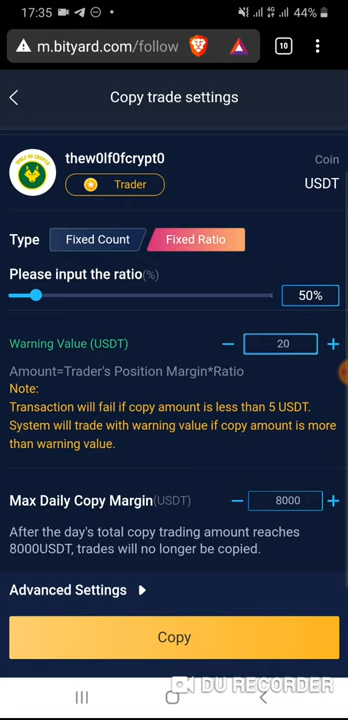 17:35
4G
44%
m.bityard.com/follow
10
Copy trade settings
thew0lf0fcrypt0
Coin
Trader
USDT
Type
Fixed Count
Fixed Ratio
Please input the ratio(%)
50%
Warning Value (USDT)
−
20
+
Amount=Trader's Position Margin*Ratio
Note:
Transaction will fail if copy amount is less than 5 USDT.
System will trade with warning value if copy amount is more
than warning value.
Max Daily Copy Margin(USDT)
−
8000
+
After the day's total copy trading amount reaches
8000USDT, trades will no longer be copied.
Advanced Settings
Copy
DU RECORDER